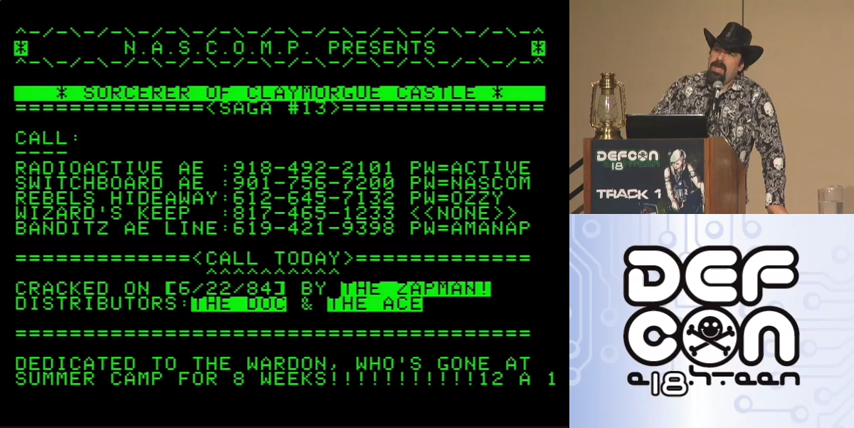 ^-/-\-/-\-/-\-/-\-/-\-/-\-/-\-/-\-/-\-/-^
* N.A.S.C.O.M.P. PRESENTS *
^-\-/-\-/-\-/-\-/-\-/-\-/-\-/-\-/-\-/-\-^
* SORCERER OF CLAYMORGUE CASTLE *
===============<SAGA #13>================
CALL:
----
RADIOACTIVE AE :918-492-2101 PW=ACTIVE
SWITCHBOARD AE :901-756-7200 PW=NASCOM
REBELS HIDEAWAY:612-645-7132 PW=OZZY
WIZARD'S KEEP :817-465-1233 <<NONE>>
BANDITZ AE LINE:619-421-9398 PW=AMANAP
==============<CALL TODAY>==============
^^^^^^^^^^
CRACKED ON [6/22/84] BY THE ZAPMAN!
DISTRIBUTORS:THE DOC & THE ACE
=======================================
DEDICATED TO THE WARDON, WHO'S GONE AT
SUMMER CAMP FOR 8 WEEKS!!!!!!!!!!!12 A 1
DEFCON
TRACK 1
DEF
CON
e18hteen